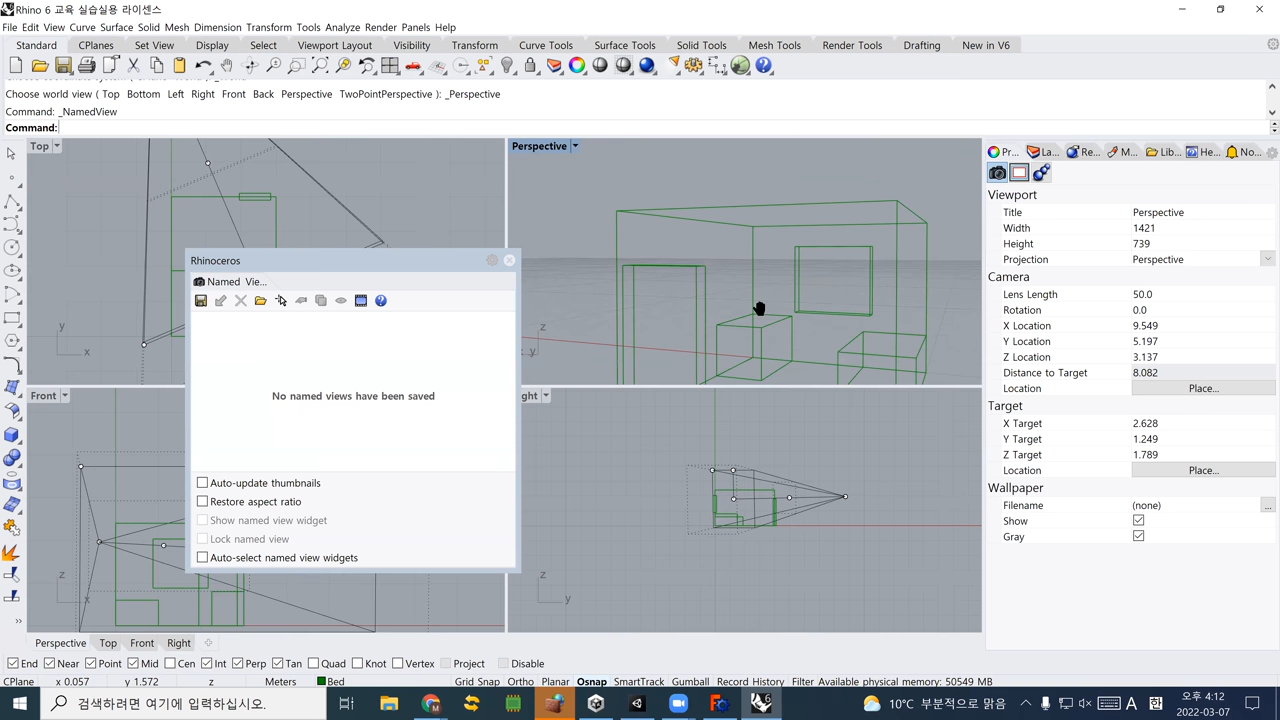 Rhino 6 교육 실습실용 라이센스
File Edit View Curve Surface Solid Mesh Dimension Transform Tools Analyze Render Panels Help
Standard CPlanes Set View Display Select Viewport Layout Visibility Transform Curve Tools Surface Tools Solid Tools Mesh Tools Render Tools Drafting New in V6
Choose world view ( Top Bottom Left Right Front Back Perspective TwoPointPerspective ): _Perspective
Command: _NamedView
Command:
Top
Perspective
Pr... La... Re... M... Lib... He... No...
Viewport
Title Perspective
Width 1421
Height 739
Projection Perspective
Camera
Lens Length 50.0
Rotation 0.0
X Location 9.549
Y Location 5.197
Z Location 3.137
Distance to Target 8.082
Location Place...
Target
X Target 2.628
Y Target 1.249
Z Target 1.789
Location Place...
Wallpaper
Filename (none) ...
Show
Gray
Rhinoceros
Named Vie...
No named views have been saved
Auto-update thumbnails
Restore aspect ratio
Show named view widget
Lock named view
Auto-select named view widgets
y
x
z
y
Front
ght
z
x
z
y
Perspective Top Front Right
End Near Point Mid Cen Int Perp Tan Quad Knot Vertex Project Disable
CPlane x 0.057 y 1.572 z Meters Bed Grid Snap Ortho Planar Osnap SmartTrack Gumball Record History Filter Available physical memory: 50549 MB
검색하려면 여기에 입력하십시오.
10°C 부분적으로 맑음
A 한
오후 4:12
2022-03-07